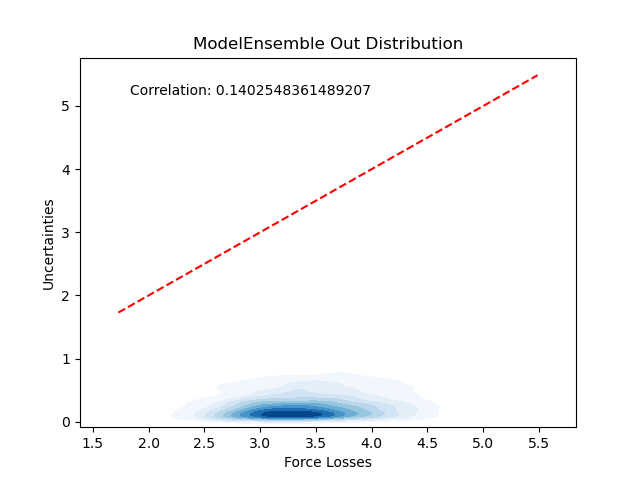 ModelEnsemble Out Distribution
Correlation: 0.1402548361489207
Uncertainties
5
4
3
2
1
0
1.5 2.0 2.5 3.0 3.5 4.0 4.5 5.0 5.5
Force Losses